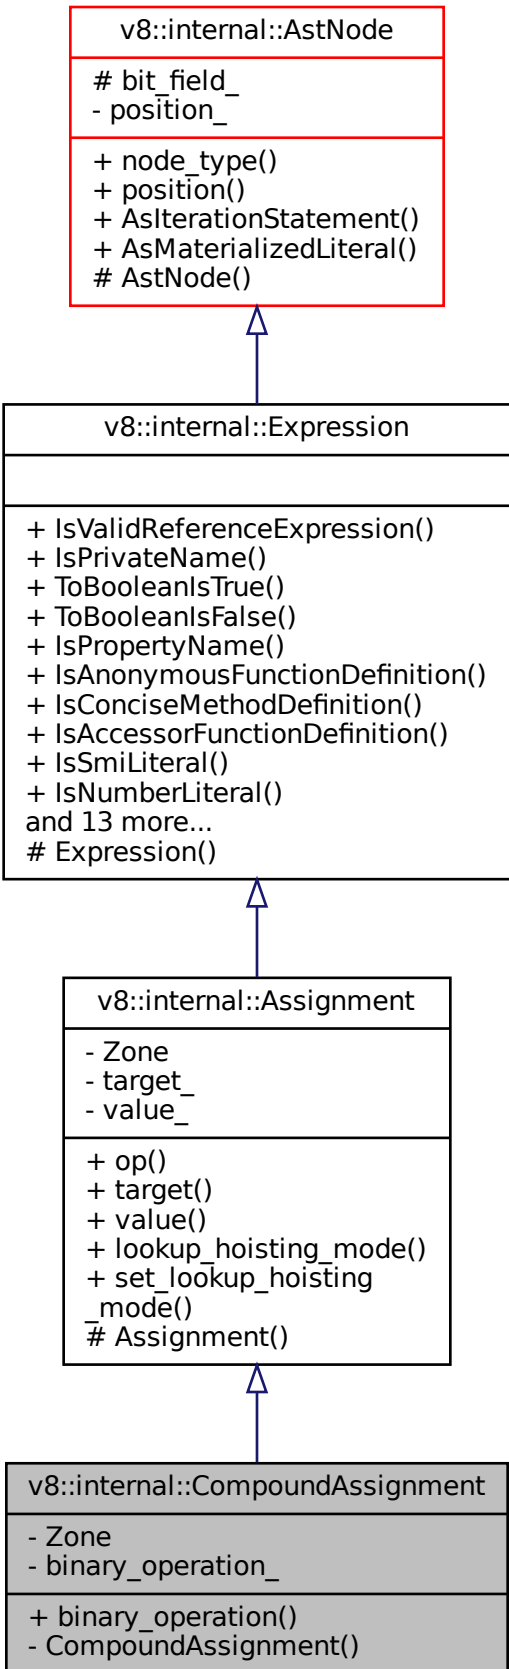 v8::internal::AstNode
# bit_field_
- position_
+ node_type()
+ position()
+ AsIterationStatement()
+ AsMaterializedLiteral()
# AstNode()
v8::internal::Expression
+ IsValidReferenceExpression()
+ IsPrivateName()
+ ToBooleanIsTrue()
+ ToBooleanIsFalse()
+ IsPropertyName()
+ IsAnonymousFunctionDefinition()
+ IsConciseMethodDefinition()
+ IsAccessorFunctionDefinition()
+ IsSmiLiteral()
+ IsNumberLiteral()
and 13 more...
# Expression()
v8::internal::Assignment
- Zone
- target_
- value_
+ op()
+ target()
+ value()
+ lookup_hoisting_mode()
+ set_lookup_hoisting
_mode()
# Assignment()
v8::internal::CompoundAssignment
- Zone
- binary_operation_
+ binary_operation()
- CompoundAssignment()